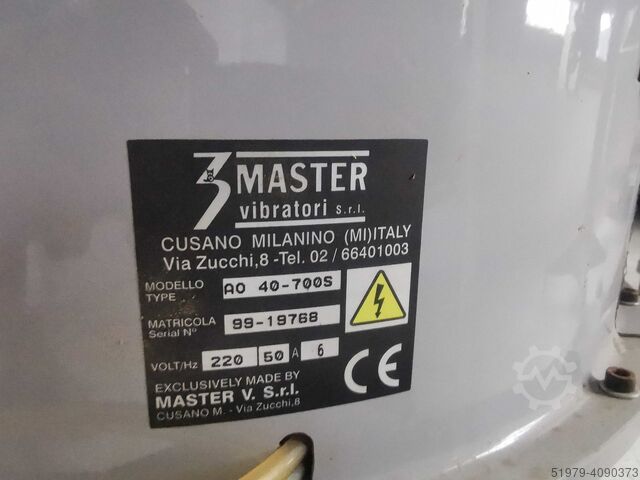 3
MASTER
vibratori s.r.l.
CUSANO MILANINO (MI)ITALY
Via Zucchi,8 -Tel. 02 / 66401003
MODELLO
TYPE AO 40-700S
MATRICOLA
Serial N° 99-19768
VOLT/Hz 220 50 A 6
CE
EXCLUSIVELY MADE BY
MASTER V. S.r.l.
CUSANO M. - Via Zucchi,8
51979-4090373